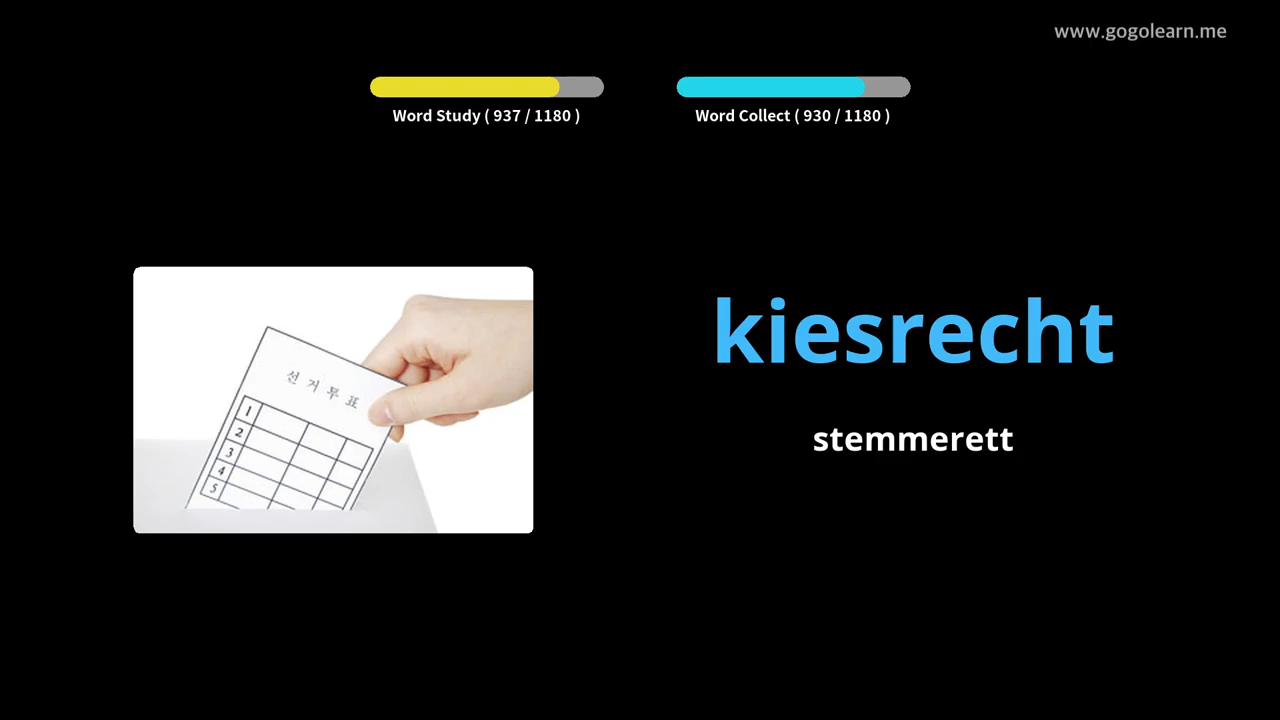 www.gogolearn.me
Word Study ( 937 / 1180 )
Word Collect ( 930 / 1180 )
선거투표
1
2
3
4
5
kiesrecht
stemmerett